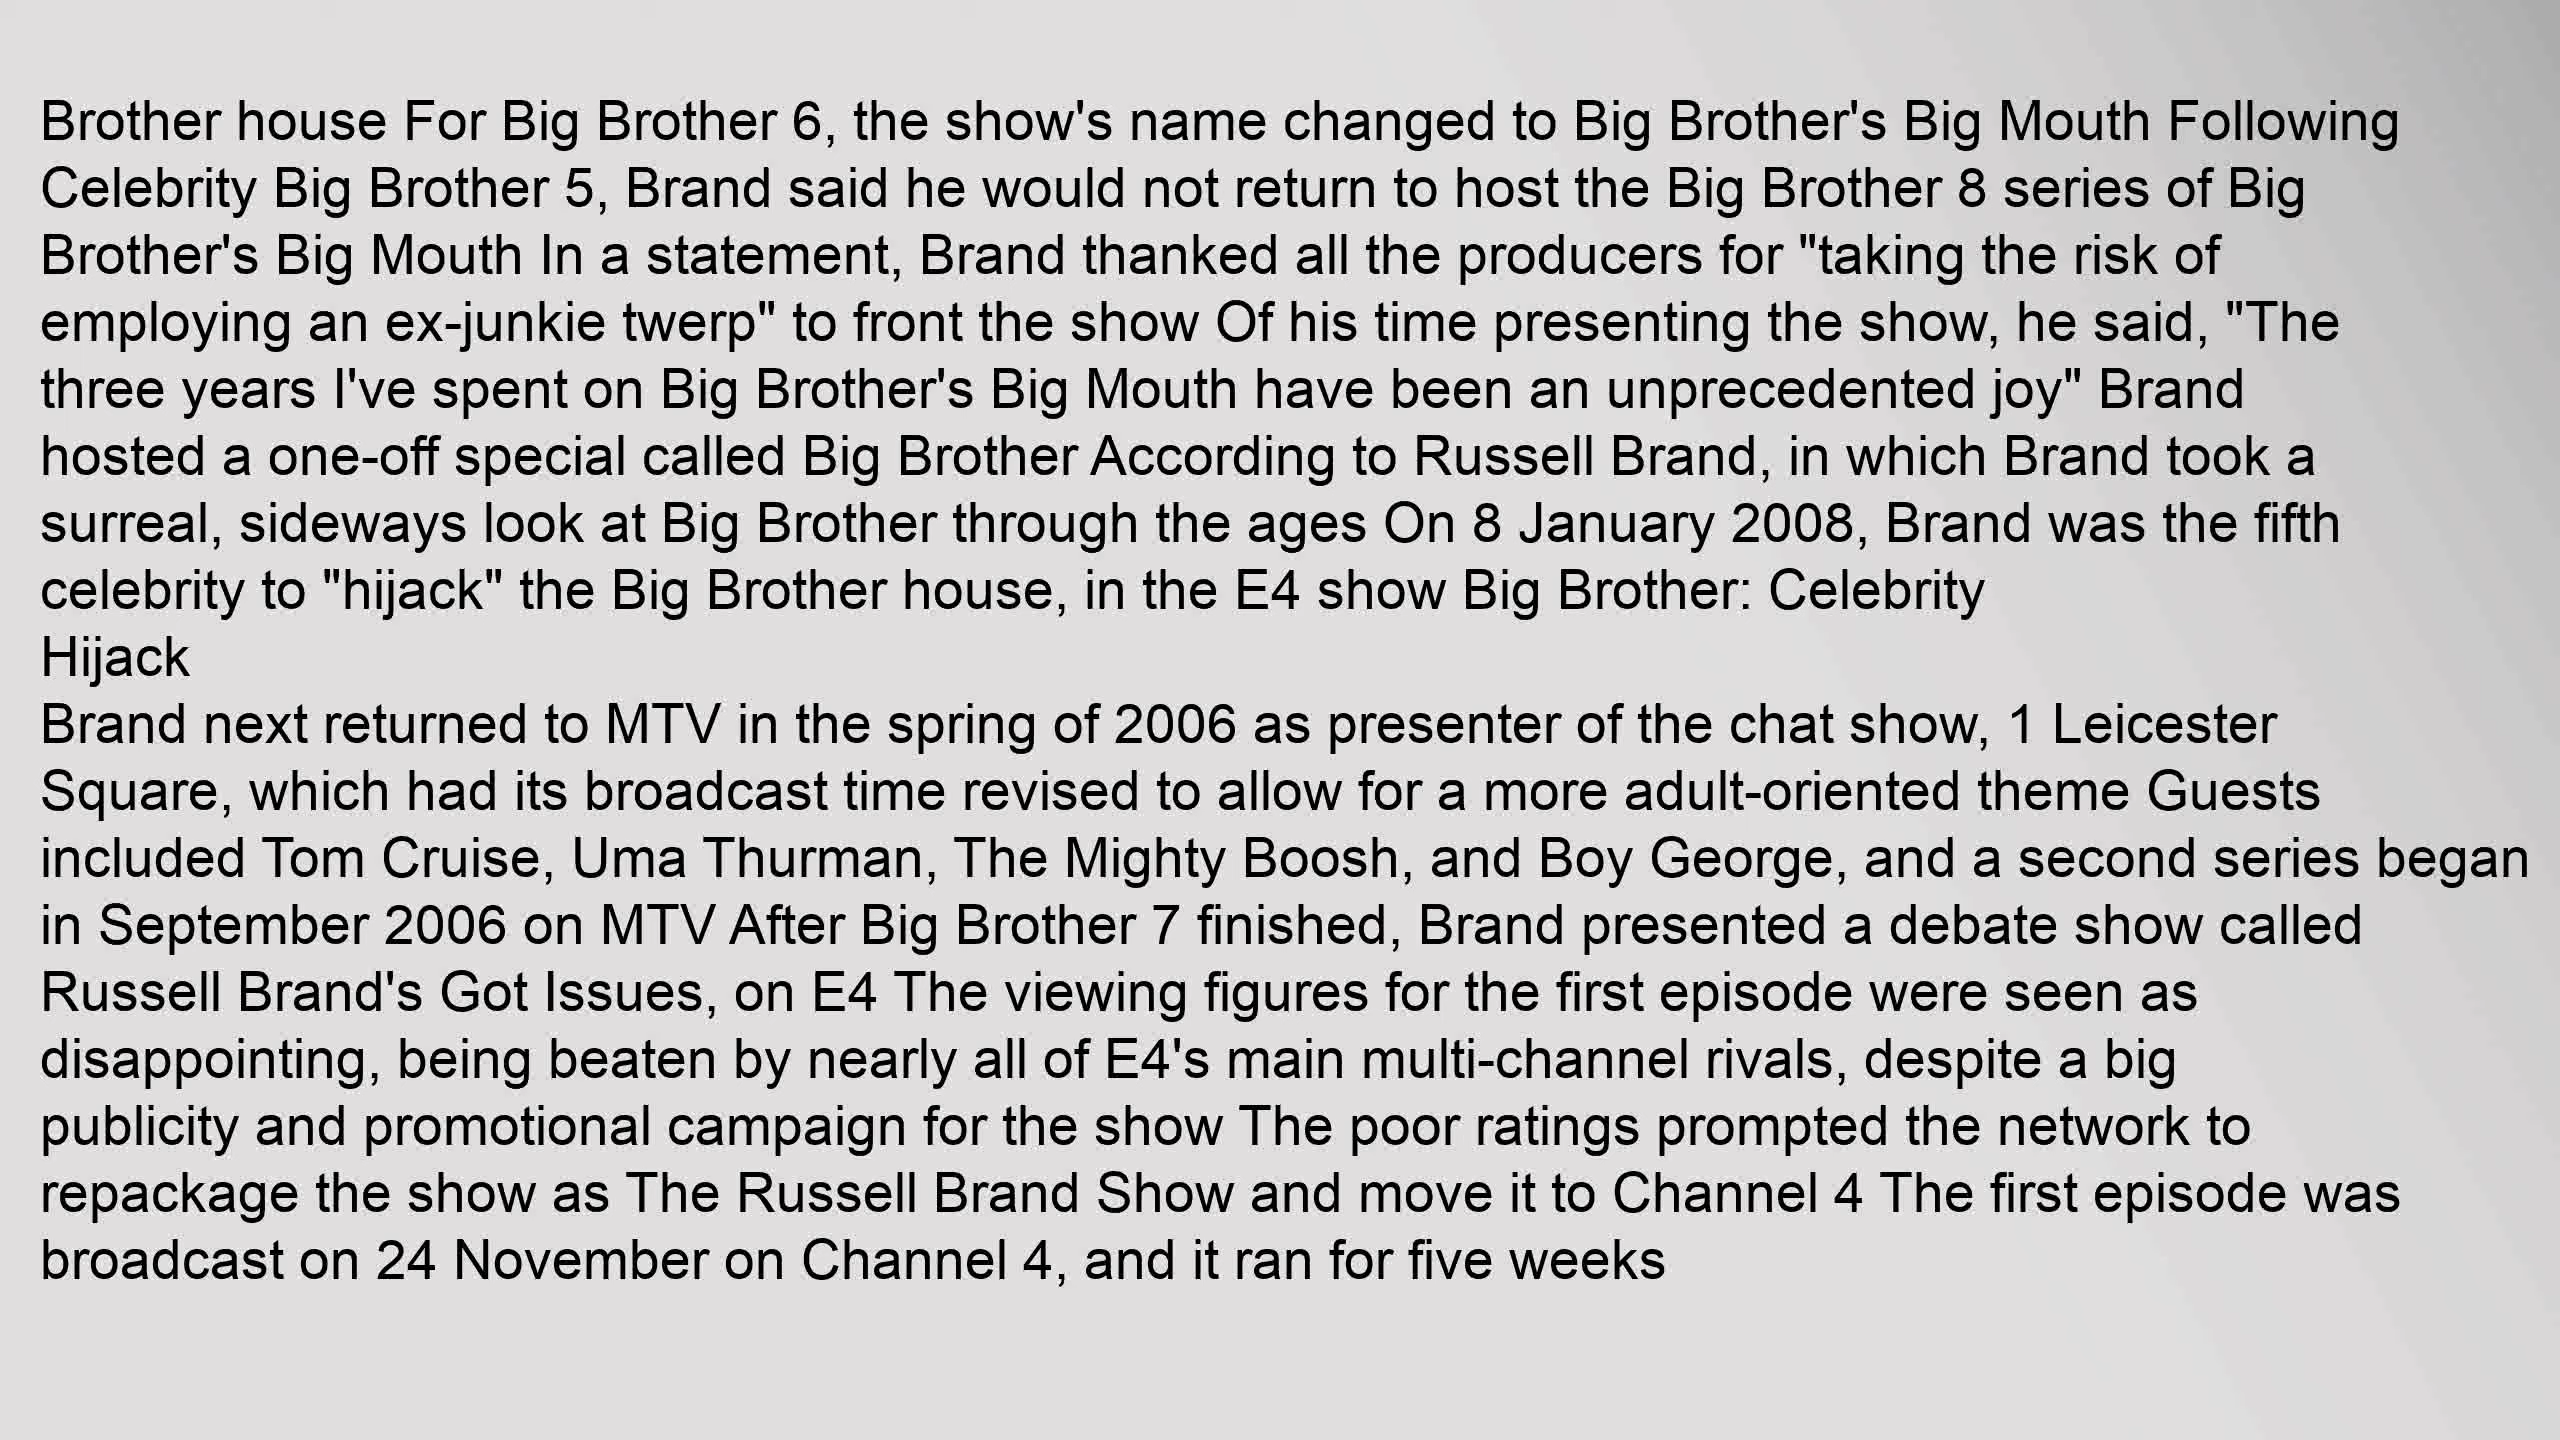 Brother house For Big Brother 6, the show's name changed to Big Brother's Big Mouth Following
Celebrity Big Brother 5, Brand said he would not return to host the Big Brother 8 series of Big
Brother's Big Mouth In a statement, Brand thanked all the producers for "taking the risk of
employing an ex-junkie twerp" to front the show Of his time presenting the show, he said, "The
three years I've spent on Big Brother's Big Mouth have been an unprecedented joy" Brand
hosted a one-off special called Big Brother According to Russell Brand, in which Brand took a
surreal, sideways look at Big Brother through the ages On 8 January 2008, Brand was the fifth
celebrity to "hijack" the Big Brother house, in the E4 show Big Brother: Celebrity
Hijack
Brand next returned to MTV in the spring of 2006 as presenter of the chat show, 1 Leicester
Square, which had its broadcast time revised to allow for a more adult-oriented theme Guests
included Tom Cruise, Uma Thurman, The Mighty Boosh, and Boy George, and a second series began
in September 2006 on MTV After Big Brother 7 finished, Brand presented a debate show called
Russell Brand's Got Issues, on E4 The viewing figures for the first episode were seen as
disappointing, being beaten by nearly all of E4's main multi-channel rivals, despite a big
publicity and promotional campaign for the show The poor ratings prompted the network to
repackage the show as The Russell Brand Show and move it to Channel 4 The first episode was
broadcast on 24 November on Channel 4, and it ran for five weeks